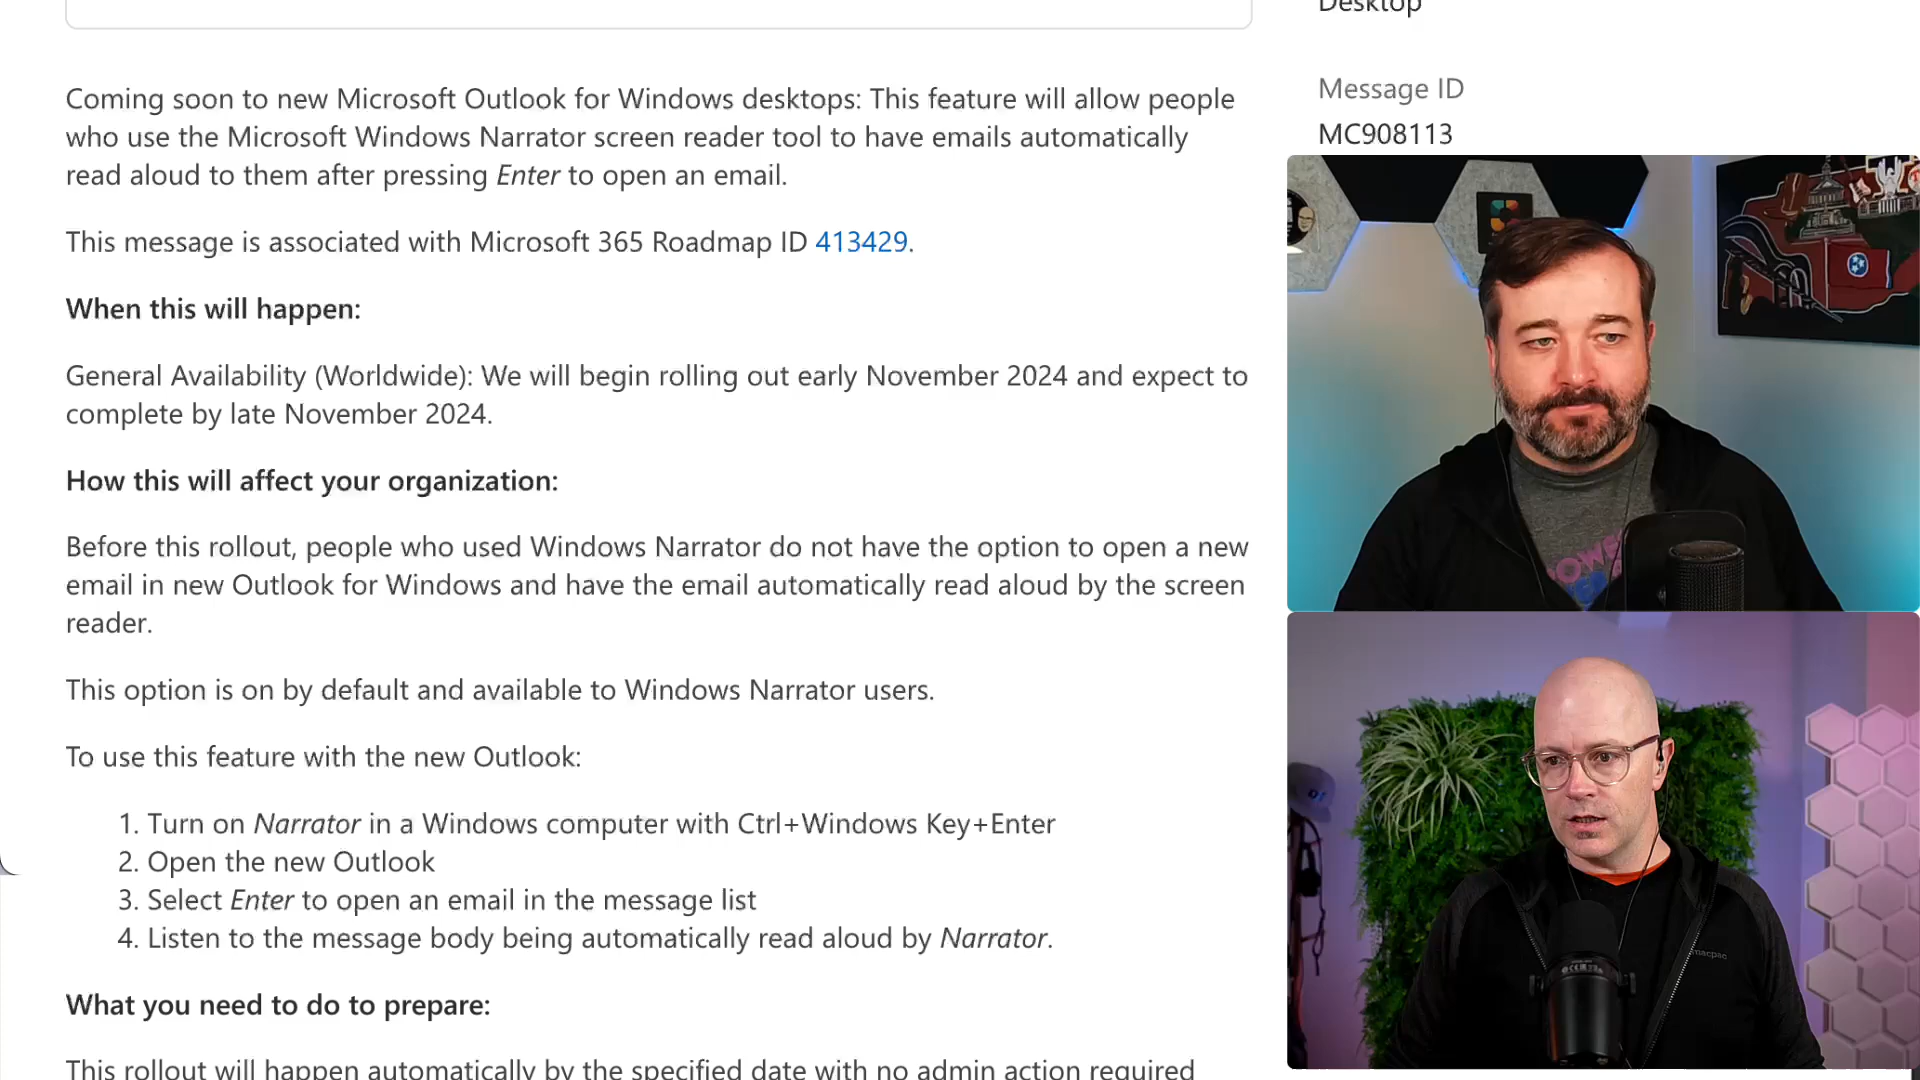 Desktop
Message ID
MC908113
Coming soon to new Microsoft Outlook for Windows desktops: This feature will allow people
who use the Microsoft Windows Narrator screen reader tool to have emails automatically
read aloud to them after pressing Enter to open an email.
This message is associated with Microsoft 365 Roadmap ID 413429.
When this will happen:
General Availability (Worldwide): We will begin rolling out early November 2024 and expect to
complete by late November 2024.
How this will affect your organization:
Before this rollout, people who used Windows Narrator do not have the option to open a new
email in new Outlook for Windows and have the email automatically read aloud by the screen
reader.
This option is on by default and available to Windows Narrator users.
To use this feature with the new Outlook:
1. Turn on Narrator in a Windows computer with Ctrl+Windows Key+Enter
2. Open the new Outlook
3. Select Enter to open an email in the message list
4. Listen to the message body being automatically read aloud by Narrator.
What you need to do to prepare:
This rollout will happen automatically by the specified date with no admin action required
macpac